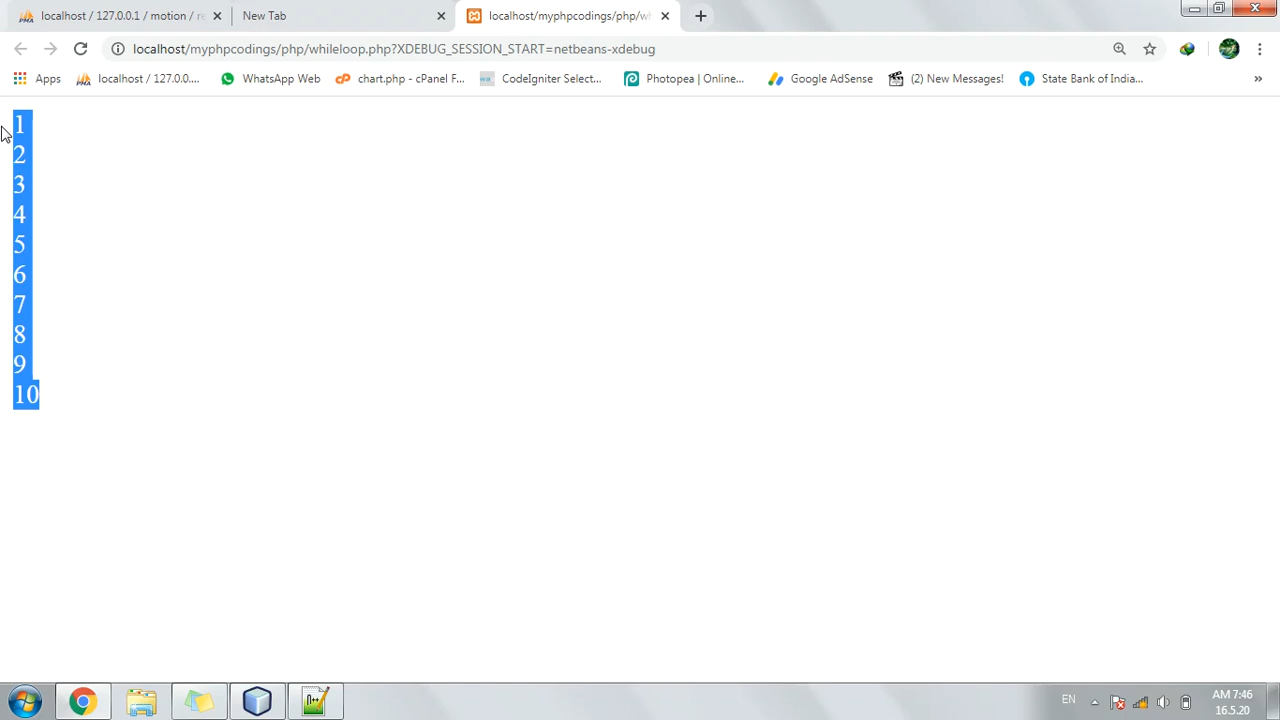 localhost / 127.0.0.1 / motion / re
New Tab
localhost/myphpcodings/php/wh
localhost/myphpcodings/php/whileloop.php?XDEBUG_SESSION_START=netbeans-xdebug
Apps
localhost / 127.0.0....
WhatsApp Web
chart.php - cPanel F...
CodeIgniter Select...
Photopea | Online...
Google AdSense
(2) New Messages!
State Bank of India...
»
1
2
3
4
5
6
7
8
9
10
EN
AM 7:46
16.5.20